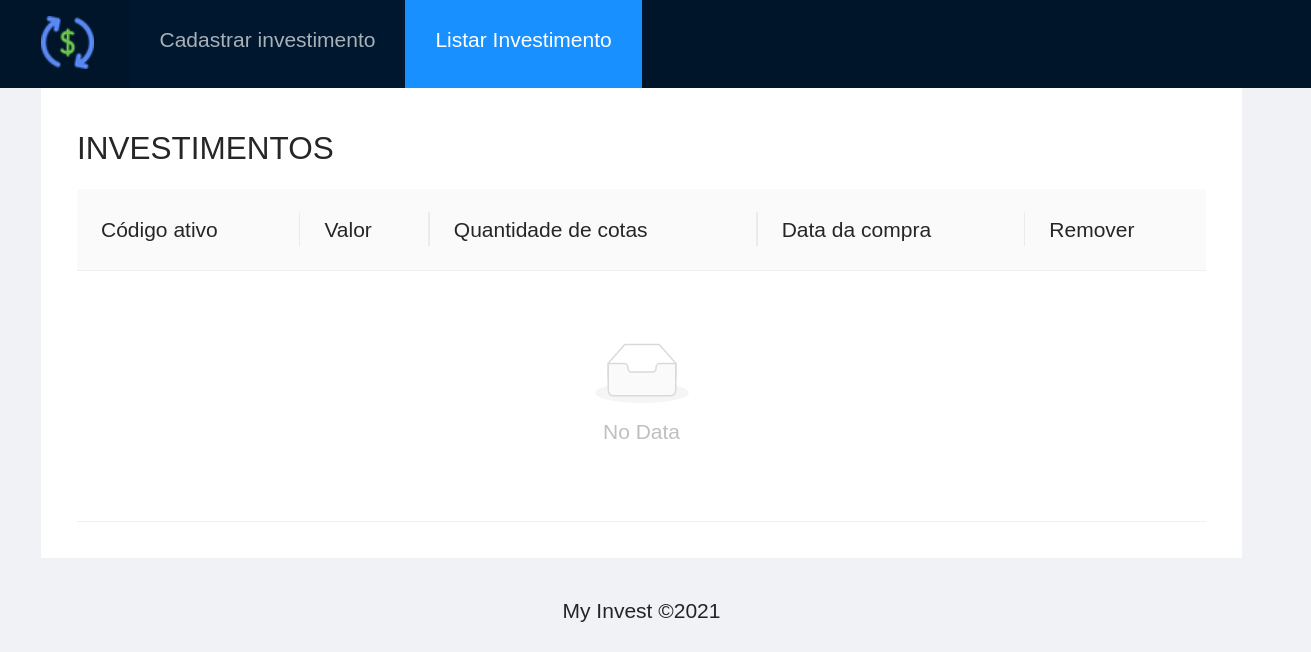 $
Cadastrar investimento
Listar Investimento
INVESTIMENTOS
Código ativo
Valor
Quantidade de cotas
Data da compra
Remover
No Data
My Invest ©2021